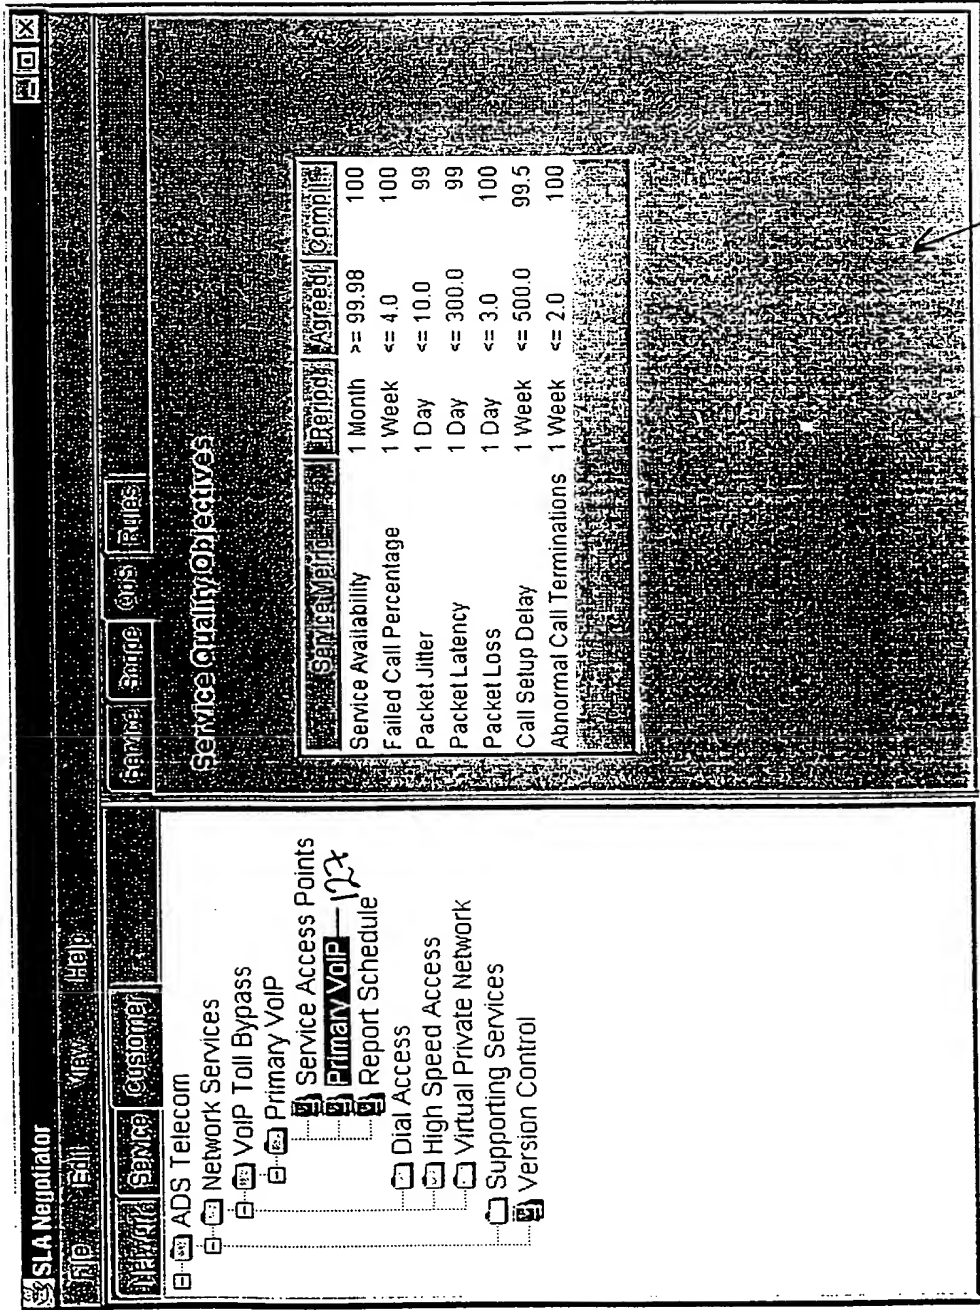 SLA Negotiator
File Edit View Help
Network Service Customer
ADS Telecom
Network Services
VoIP Toll Bypass
Primary VoIP
Service Access Points
Primary VoIP 127
Report Schedule
Dial Access
High Speed Access
Virtual Private Network
Supporting Services
Version Control
Service Scope QoS Rules
Service Quality Objectives
Service Metric Period Agreed Compli
Service Availability 1 Month >= 99.98 100
Failed Call Percentage 1 Week <= 4.0 100
Packet Jitter 1 Day <= 10.0 99
Packet Latency 1 Day <= 300.0 99
Packet Loss 1 Day <= 3.0 100
Call Setup Delay 1 Week <= 500.0 99.5
Abnormal Call Terminations 1 Week <= 2.0 100